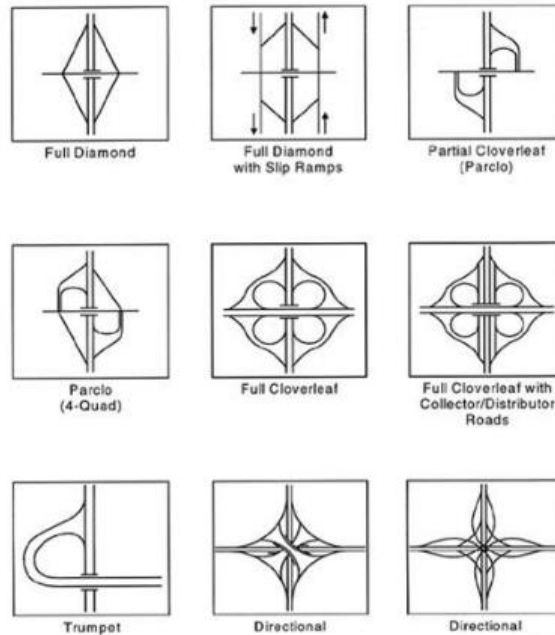 Full Diamond
Full Diamond
with Slip Ramps
Partial Cloverleaf
(Parclo)
Parclo
(4-Quad)
Full Cloverleaf
Full Cloverleaf with
Collector/Distributor
Roads
Trumpet
Directional
Directional